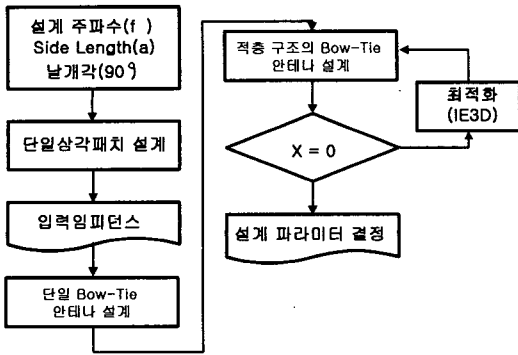 설계 주파수(f )
Side Length(a)
날개각(90°)
단일삼각패치 설계
입력임피던스
단일 Bow-Tie
안테나 설계
적층 구조의 Bow-Tie
안테나 설계
X = 0
최적화
(IE3D)
설계 파라미터 결정